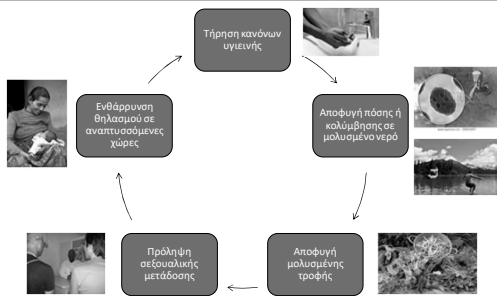 Τήρηση κανόνων
υγιεινής
Αποφυγή πόσης ή
κολύμβησης σε
μολυσμένο νερό
Αποφυγή
μολυσμένης
τροφής
Πρόληψη
σεξουαλικής
μετάδοσης
Ενθάρρυνση
θηλασμού σε
αναπτυσσόμενες
χώρες